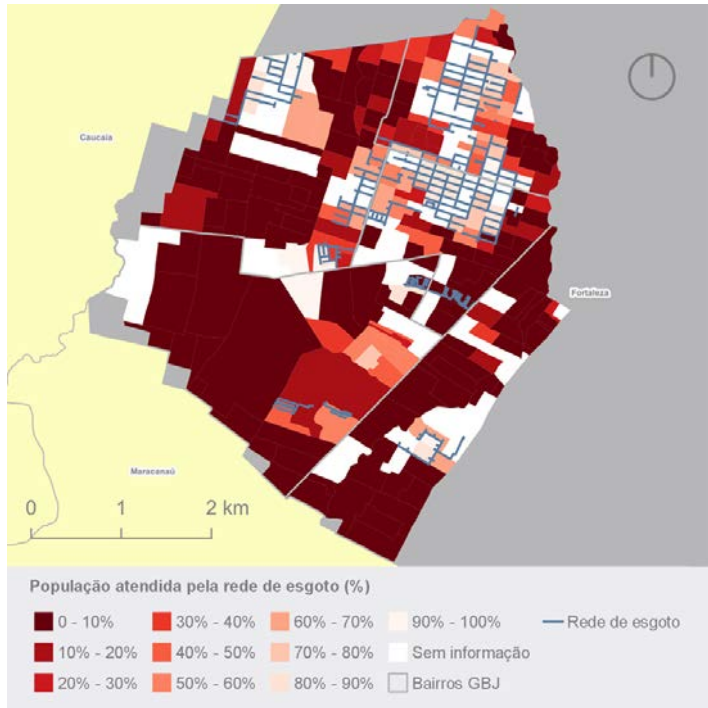 Caucaia
Fortaleza
Maracanaú
0 1 2 km
População atendida pela rede de esgoto (%)
0 - 10% 30% - 40% 60% - 70% 90% - 100% Rede de esgoto
10% - 20% 40% - 50% 70% - 80% Sem informação
20% - 30% 50% - 60% 80% - 90% Bairros GBJ